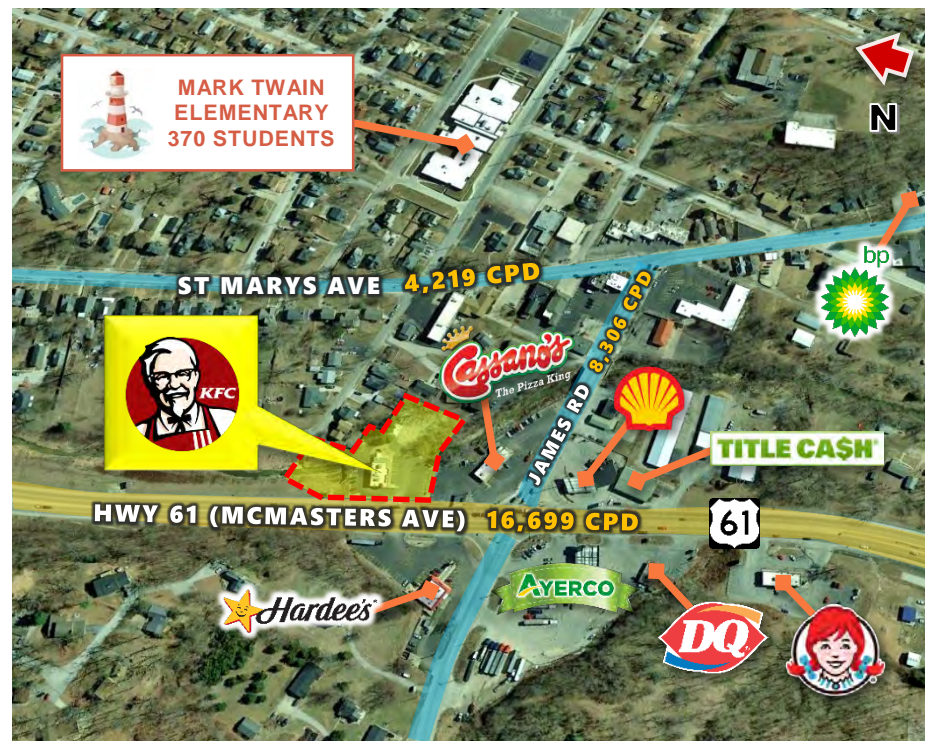 MARK TWAIN
ELEMENTARY
370 STUDENTS
N
bp
ST MARYS AVE 4,219 CPD
KFC
Cassano's
The Pizza King
JAMES RD 8,306 CPD
TITLE CA$H
HWY 61 (MCMASTERS AVE) 16,699 CPD
61
AYERCO
Hardee's
DQ